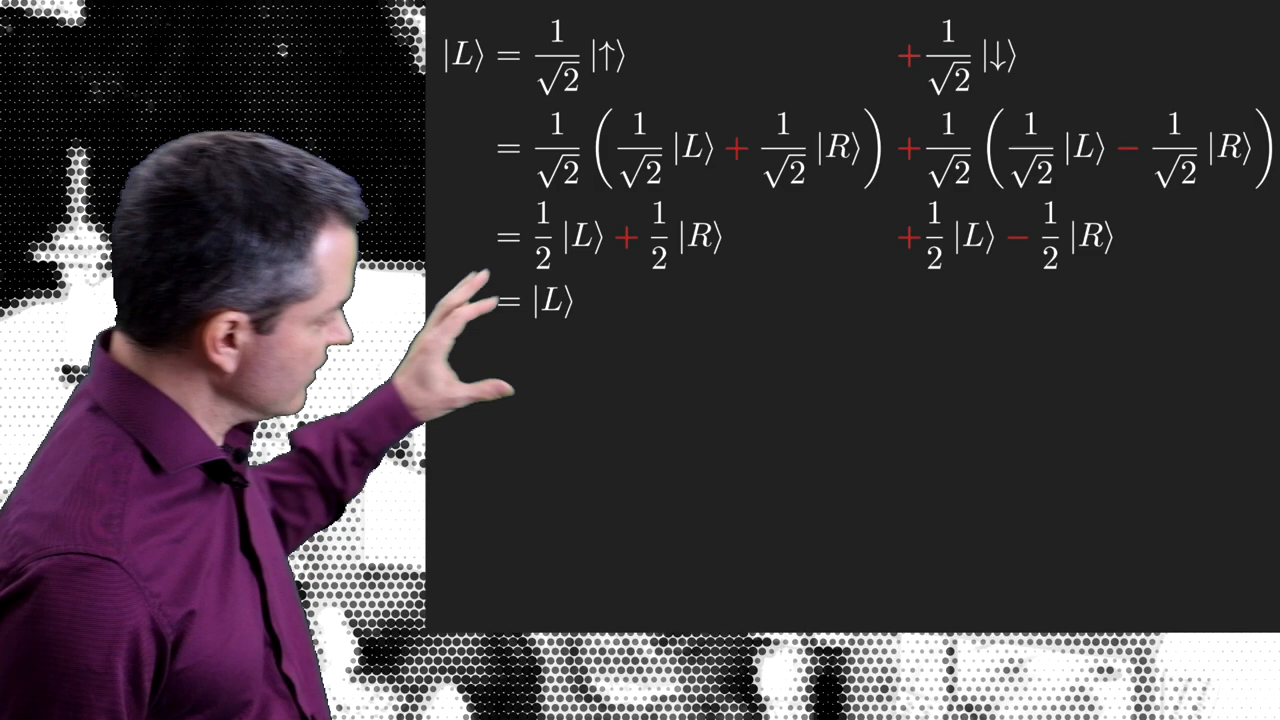 |L⟩ = 1/√2 |↑⟩ + 1/√2 |↓⟩
= 1/√2 (1/√2 |L⟩ + 1/√2 |R⟩) + 1/√2 (1/√2 |L⟩ − 1/√2 |R⟩)
= 1/2 |L⟩ + 1/2 |R⟩ + 1/2 |L⟩ − 1/2 |R⟩
= |L⟩